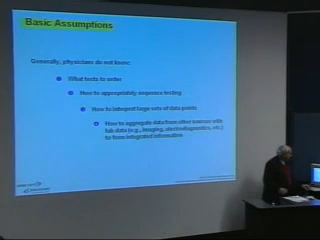 Basic Assumptions
Generally, physicians do not know:
What tests to order
How to appropriately sequence testing
How to interpret large sets of data points
How to aggregate data from other sources with
lab data (e.g., imaging, electrodiagnostics, etc.)
to form integrated information